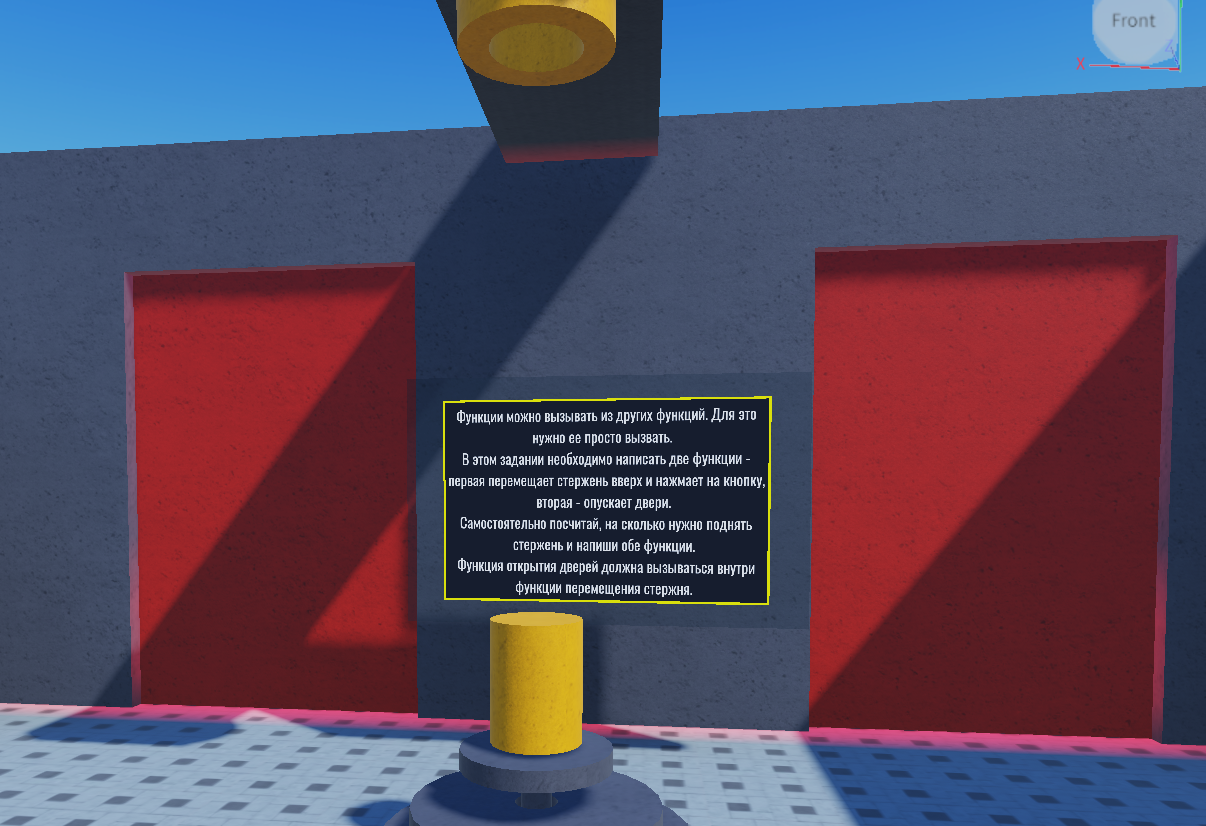 Front
X
Функции можно вызывать из других функций. Для это
нужно ее просто вызвать.
В этом задании необходимо написать две функции -
первая перемещает стержень вверх и нажмает на кнопку,
вторая - опускает двери.
Самостоятельно посчитай, на сколько нужно поднять
стержень и напиши обе функции.
Функция открытия дверей должна вызываться внутри
функции перемещения стержня.